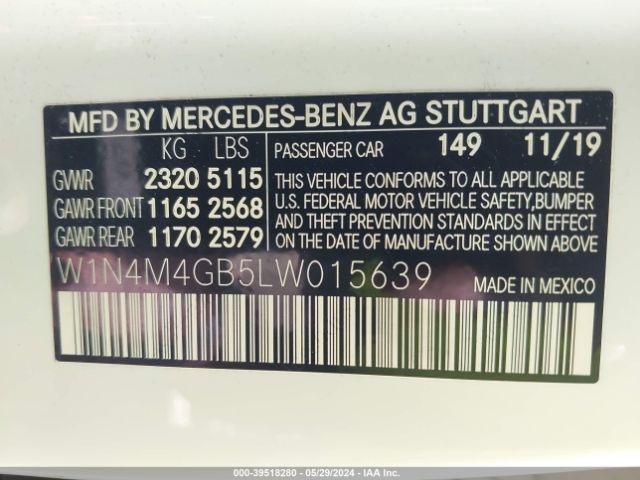 MFD BY MERCEDES-BENZ AG STUTTGART
KG LBS PASSENGER CAR 149 11/19
GVWR 2320 5115 THIS VEHICLE CONFORMS TO ALL APPLICABLE
GAWR FRONT 1165 2568 U.S. FEDERAL MOTOR VEHICLE SAFETY, BUMPER
GAWR REAR 1170 2579 AND THEFT PREVENTION STANDARDS IN EFFECT
ON THE DATE OF MANUFACTURE SHOWN ABOVE.
W1N4M4GB5LW015639 MADE IN MEXICO
000-39518280 - 05/29/2024 - IAA Inc.